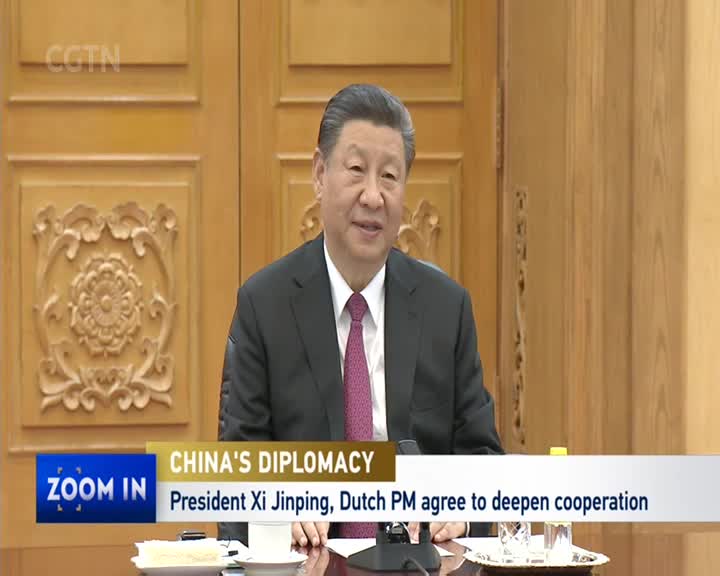 CGTN
CHINA'S DIPLOMACY
ZOOM IN
President Xi Jinping, Dutch PM agree to deepen cooperation